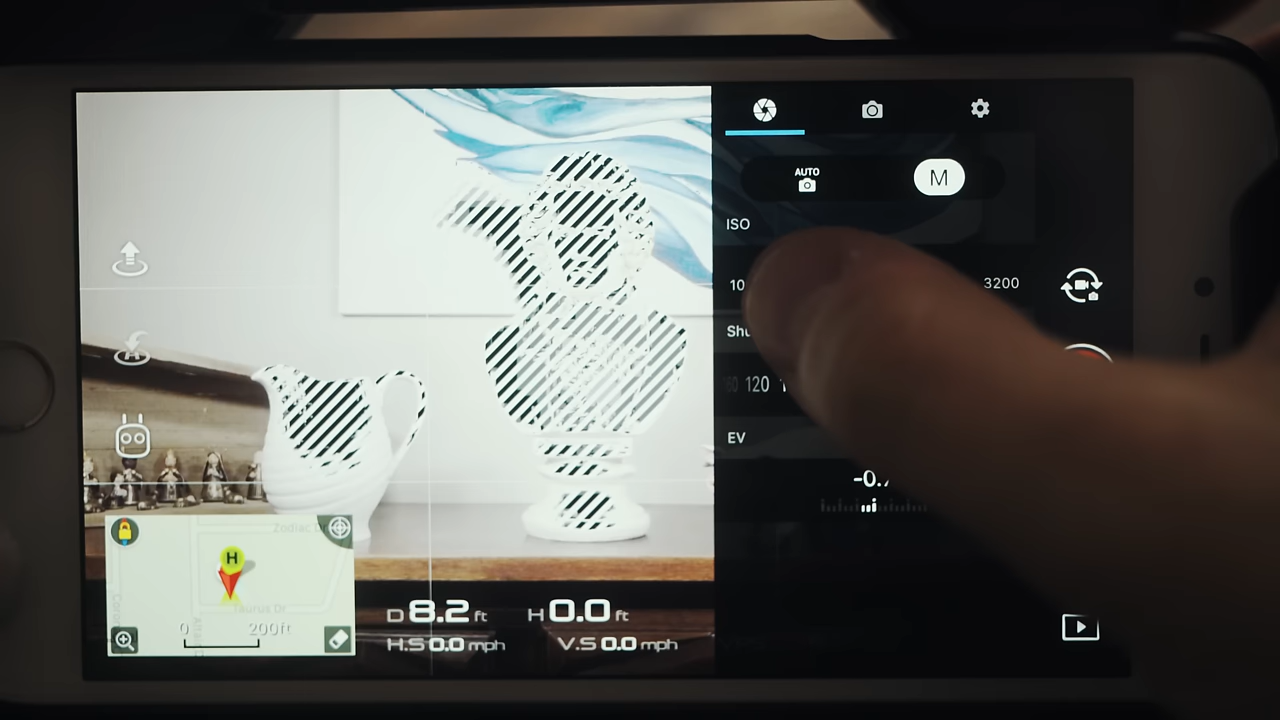 AUTO
M
ISO
10
3200
Shu
120
EV
-0.
H
Zodiac Dr
Taurus Dr
0 200ft
D 8.2 ft H 0.0 ft
H.S 0.0 mph V.S 0.0 mph